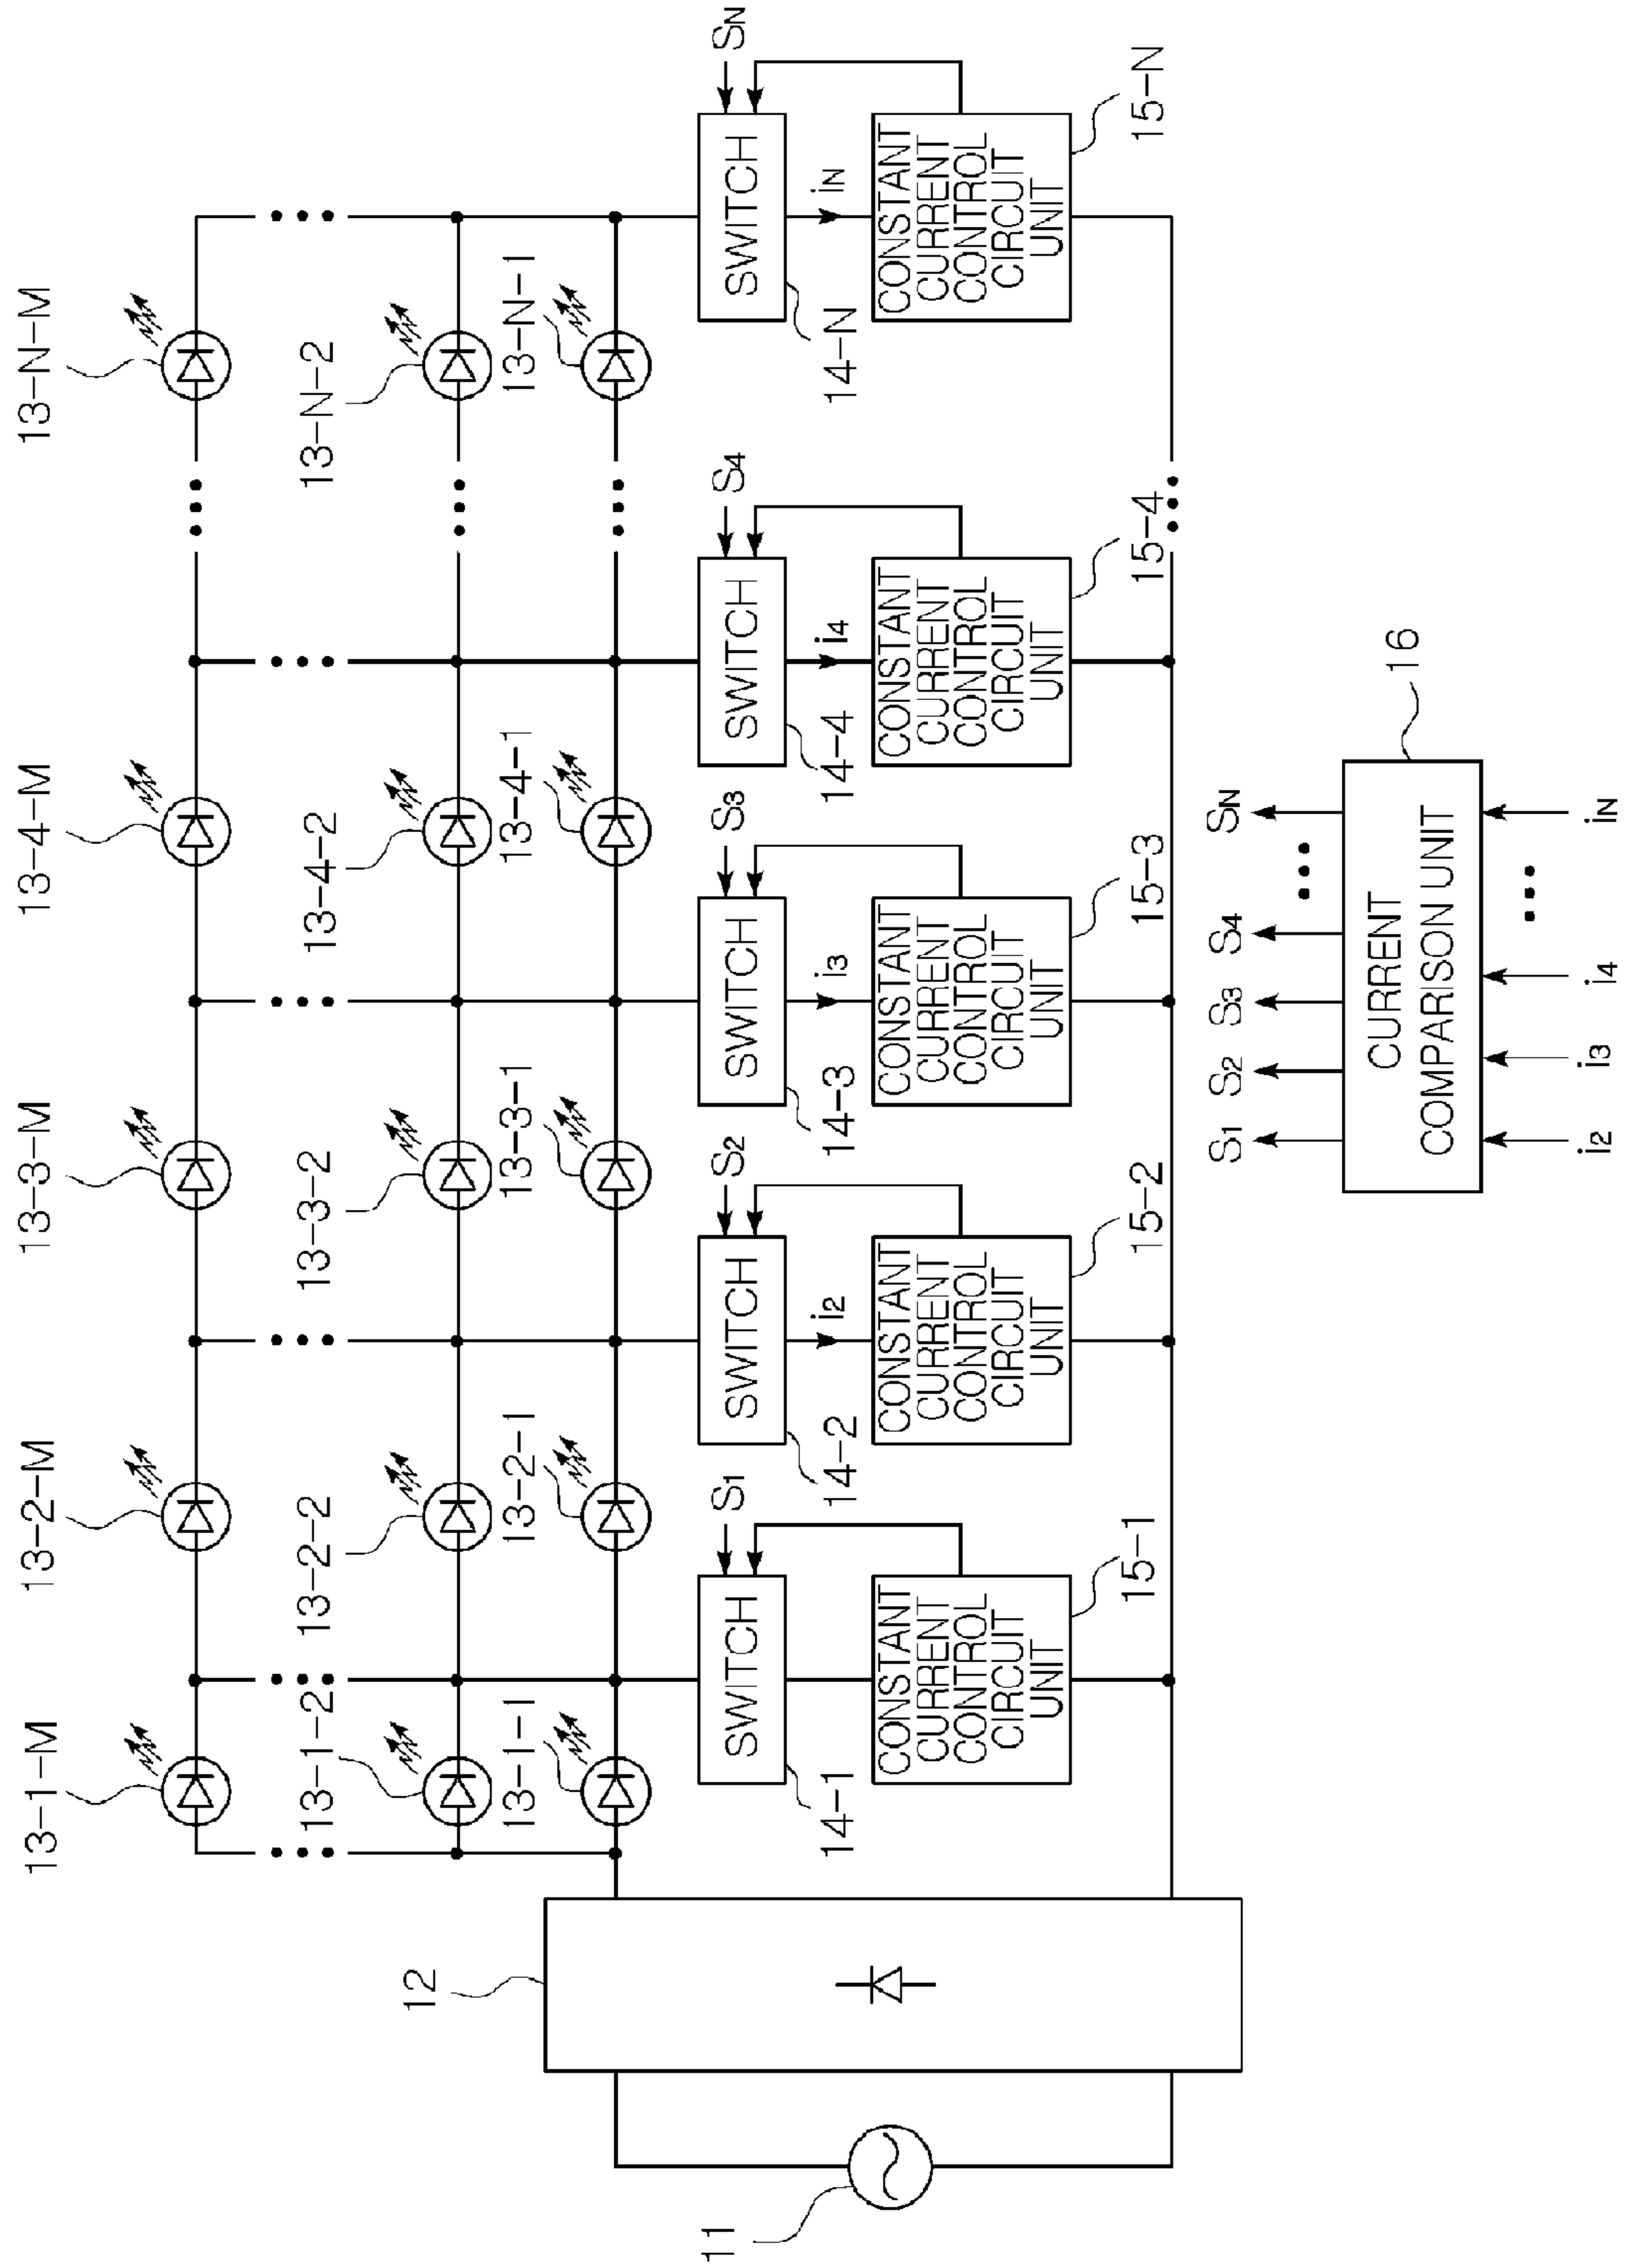 13-1-M
13-2-M
13-3-M
13-4-M
13-N-M
13-1-2
13-2-2
13-3-2
13-4-2
13-N-2
13-1-1
13-2-1
13-3-1
13-4-1
13-N-1
12
11
S1
S2
S3
S4
SN
SWITCH
SWITCH
SWITCH
SWITCH
SWITCH
14-1
14-2
14-3
14-4
14-N
i2
i3
i4
iN
CONSTANT
CURRENT
CONTROL
CIRCUIT
UNIT
CONSTANT
CURRENT
CONTROL
CIRCUIT
UNIT
CONSTANT
CURRENT
CONTROL
CIRCUIT
UNIT
CONSTANT
CURRENT
CONTROL
CIRCUIT
UNIT
CONSTANT
CURRENT
CONTROL
CIRCUIT
UNIT
15-1
15-2
15-3
15-4
15-N
S1
S2
S3
S4
SN
CURRENT
COMPARISON UNIT
16
i2
i3
i4
iN